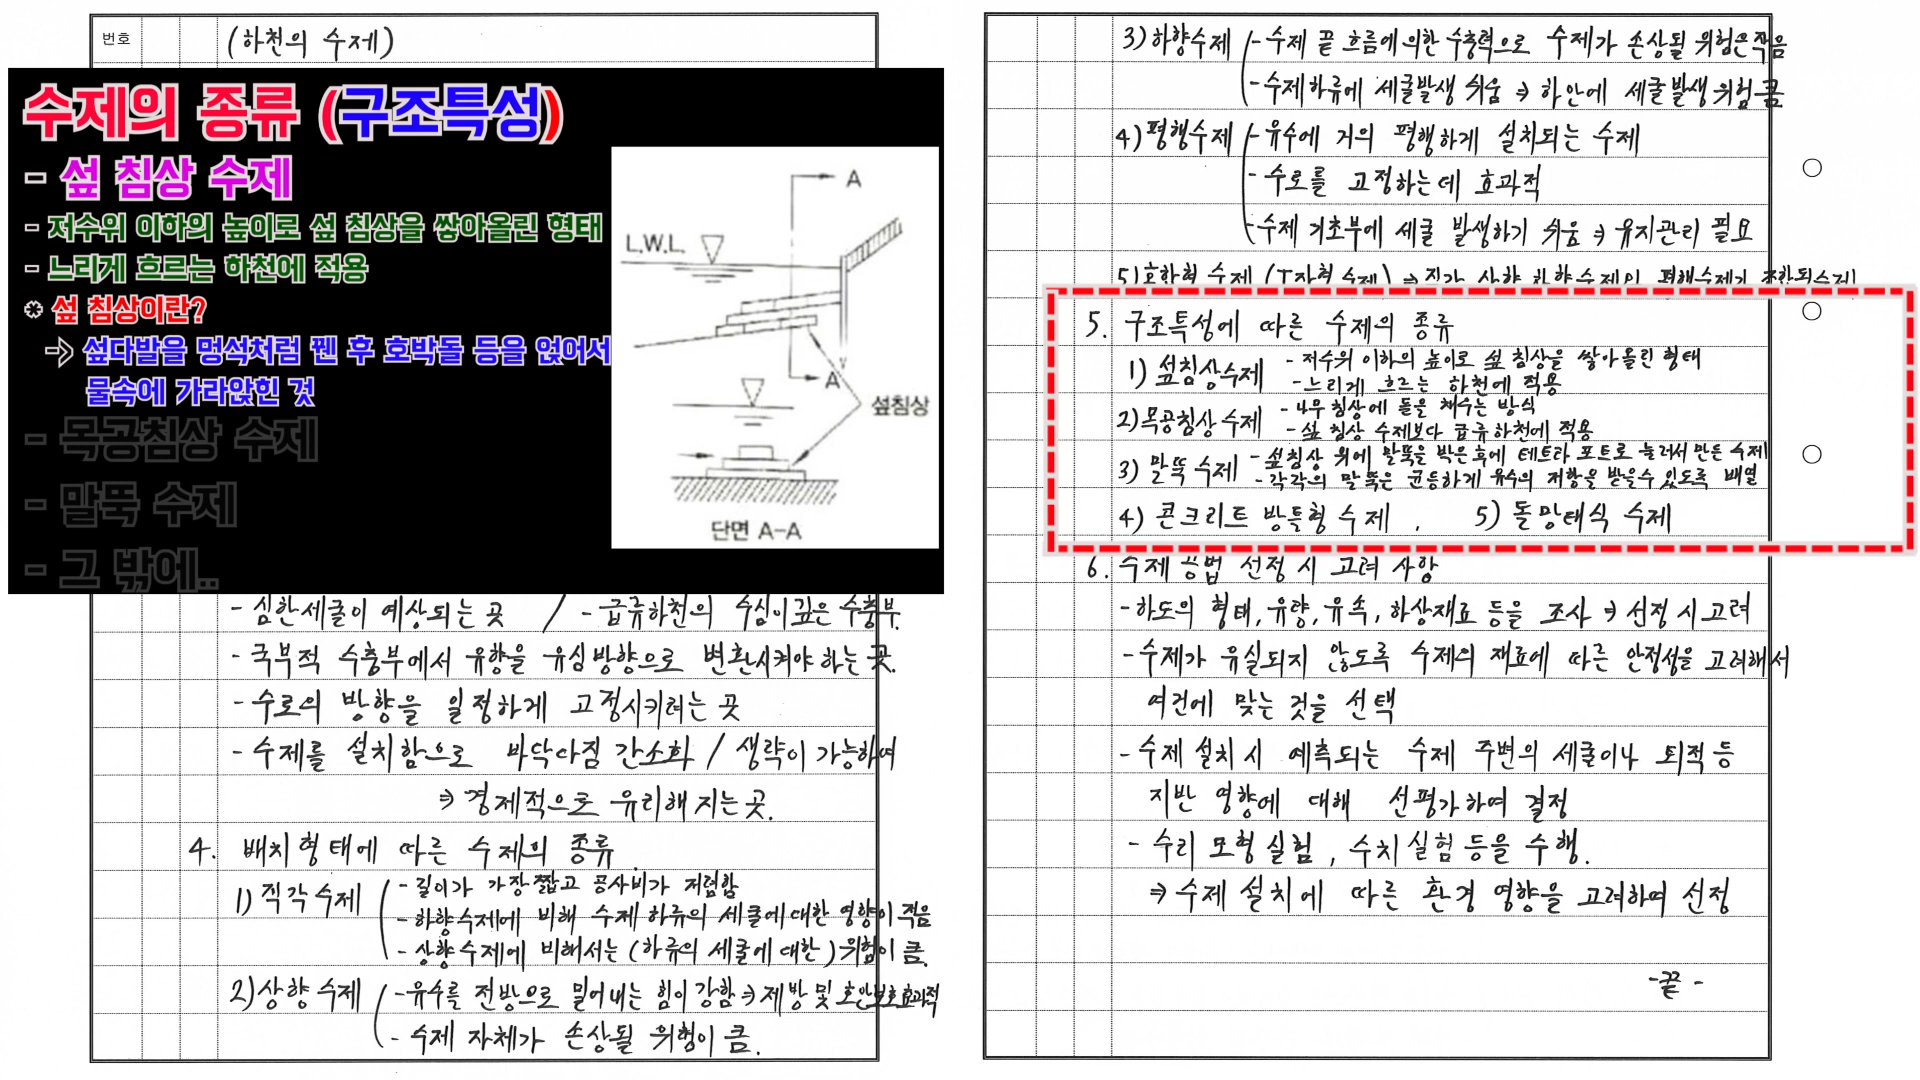 번호
(하천의 수제)
수제의 종류 (구조특성)
- 섶 침상 수제
- 저수위 이하의 높이로 섶 침상을 쌓아올린 형태
- 느리게 흐르는 하천에 적용
※ 섶 침상이란?
-> 섶다발을 멍석처럼 꿴 후 호박돌 등을 얹어서
물속에 가라앉힌 것
- 목공침상 수제
- 말뚝 수제
- 그 밖에..
A
L.W.L.
A
섶침상
단면 A-A
- 심한세굴이 예상되는 곳 / - 급류하천의 수심이깊은 수충부.
- 국부적 수충부에서 유향을 유심방향으로 변환시켜야 하는 곳.
- 수로의 방향을 일정하게 고정시키려는 곳
- 수제를 설치함으로 바닥다짐 간소화 / 생략이 가능하여
⇒ 경제적으로 유리해지는 곳.
4. 배치형태에 따른 수제의 종류
1) 직각수제 - 길이가 가장 짧고 공사비가 저렴함
- 하향수제에 비해 수제 하류의 세굴에 대한 영향이 적음
- 상향수제에 비해서는 (하류의 세굴에 대한) 위험이 큼.
2) 상향수제 - 유수를 전방으로 밀어내는 힘이 강함 ⇒ 제방 및 호안보호 효과적
- 수제 자체가 손상될 위험이 큼.
3) 하향수제 - 수제 끝 흐름에 의한 수충력으로 수제가 손상될 위험은 작음
- 수제하류에 세굴발생 쉬움 ⇒ 하안에 세굴발생 위험 큼
4) 평행수제 - 유수에 거의 평행하게 설치되는 수제
- 수로를 고정하는데 효과적
- 수제 기초부에 세굴 발생하기 쉬움 ⇒ 유지관리 필요
5) 혼합형 수제 (T자형 수제) ⇒ 직각, 상향, 하향수제와 평행수제가 조합된 수제
5. 구조특성에 따른 수제의 종류
1) 섶침상수제 - 저수위 이하의 높이로 섶 침상을 쌓아올린 형태
- 느리게 흐르는 하천에 적용
2) 목공침상수제 - 나무 침상에 돌을 채우는 방식
- 섶 침상 수제보다 급류하천에 적용
3) 말뚝수제 - 섶침상 위에 말뚝을 박은후에 테트라 포트로 눌러서 만든 수제
- 각각의 말뚝은 균등하게 유수의 저항을 받을수 있도록 배열
4) 콘크리트 방틀형 수제, 5) 돌망태식 수제
6. 수제 공법 선정 시 고려 사항
- 하도의 형태, 유량, 유속, 하상재료 등을 조사 ⇒ 선정 시 고려
- 수제가 유실되지 않도록 수제의 재료에 따른 안정성을 고려해서
여건에 맞는 것을 선택
- 수제 설치 시 예측되는 수제 주변의 세굴이나 퇴적 등
지반 영향에 대해 선평가하여 결정
- 수리 모형 실험, 수치 실험 등을 수행.
⇒ 수제 설치에 따른 환경 영향을 고려하여 선정
- 끝 -